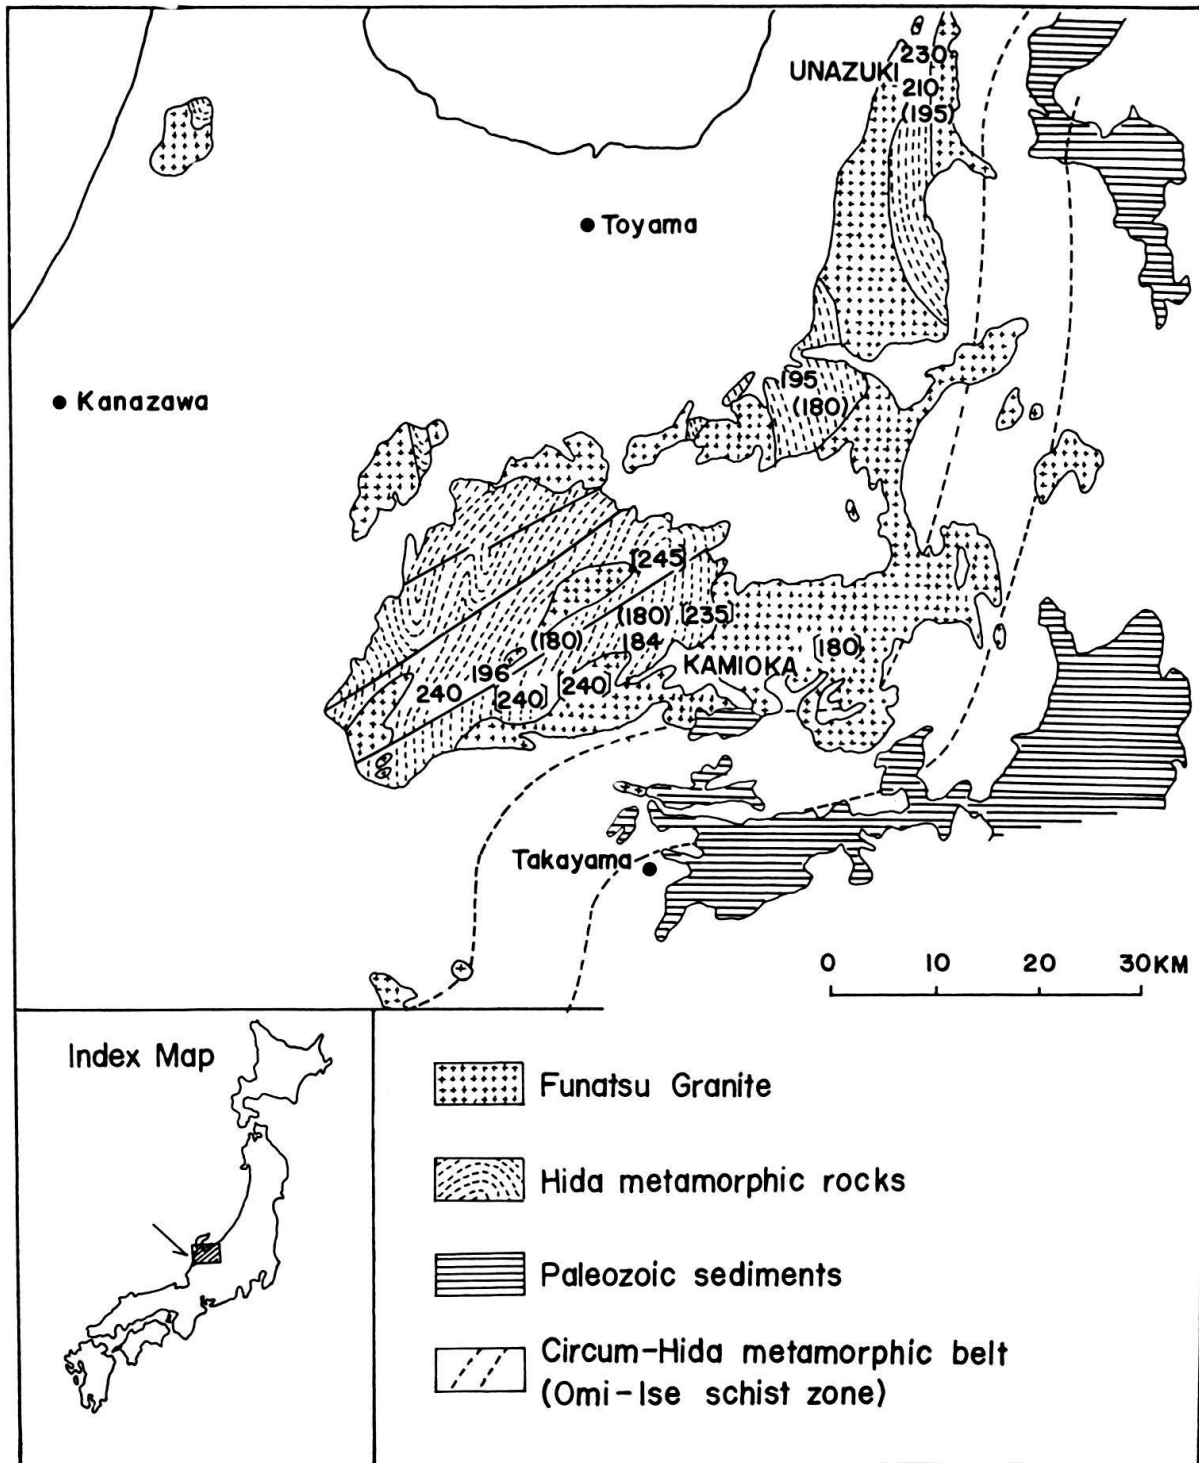 UNAZUKI 230
210
(195)
Toyama
Kanazawa
195
(180)
[245]
(180) [235]
(180) 184
KAMIOKA [180]
196
240 [240] [240]
Takayama
0 10 20 30 KM
Index Map
Funatsu Granite
Hida metamorphic rocks
Paleozoic sediments
Circum-Hida metamorphic belt
(Omi-Ise schist zone)